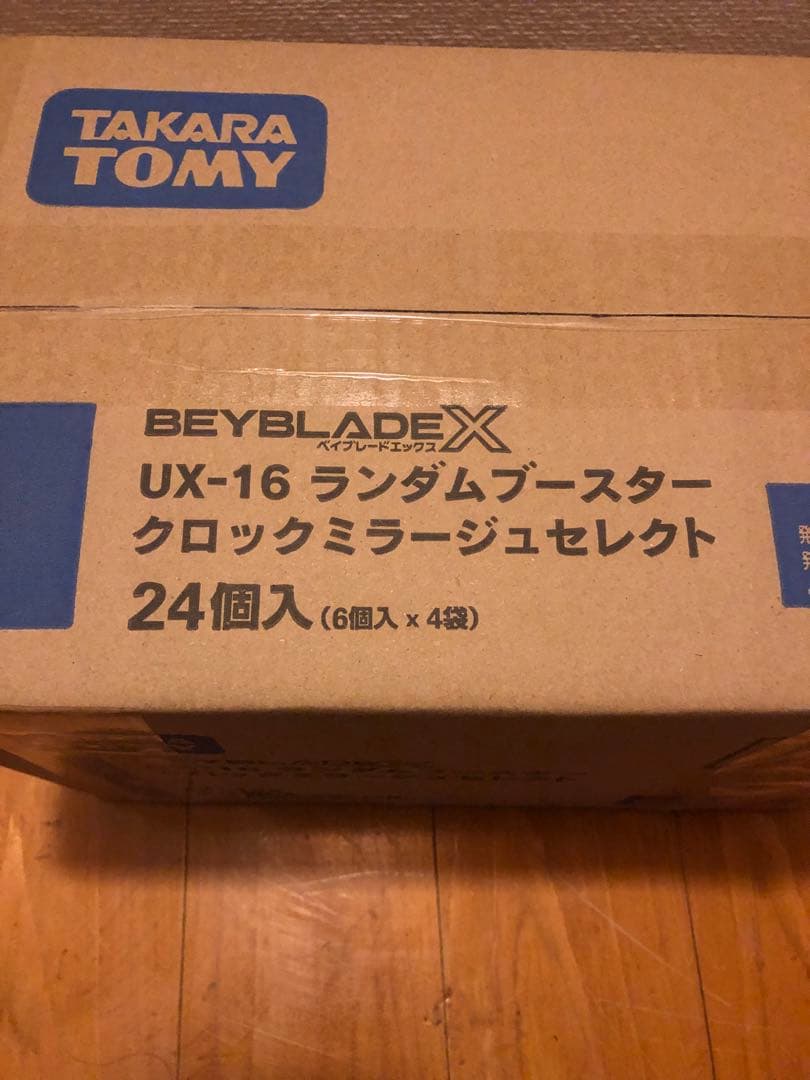 TAKARA
TOMY
BEYBLADE X
ベイブレードエックス
UX-16 ランダムブースター
クロックミラージュセレクト
24個入(6個入 x 4袋)
発
発